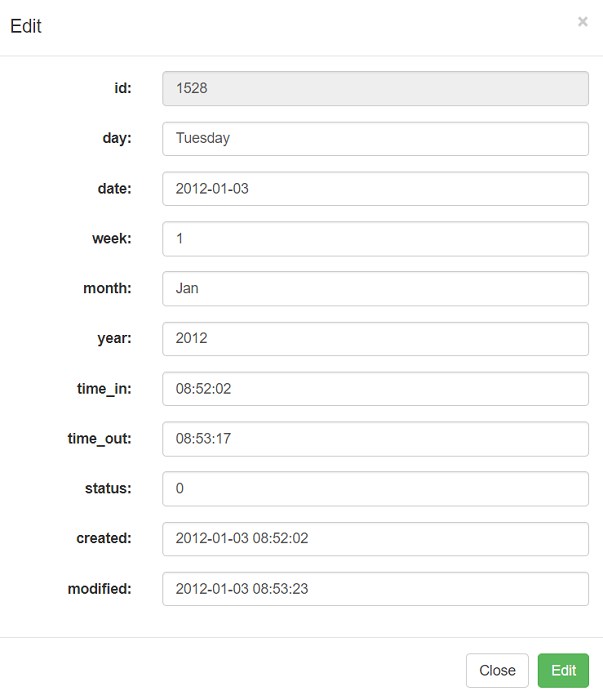 Edit ×
id: 1528
day: Tuesday
date: 2012-01-03
week: 1
month: Jan
year: 2012
time_in: 08:52:02
time_out: 08:53:17
status: 0
created: 2012-01-03 08:52:02
modified: 2012-01-03 08:53:23
Close Edit